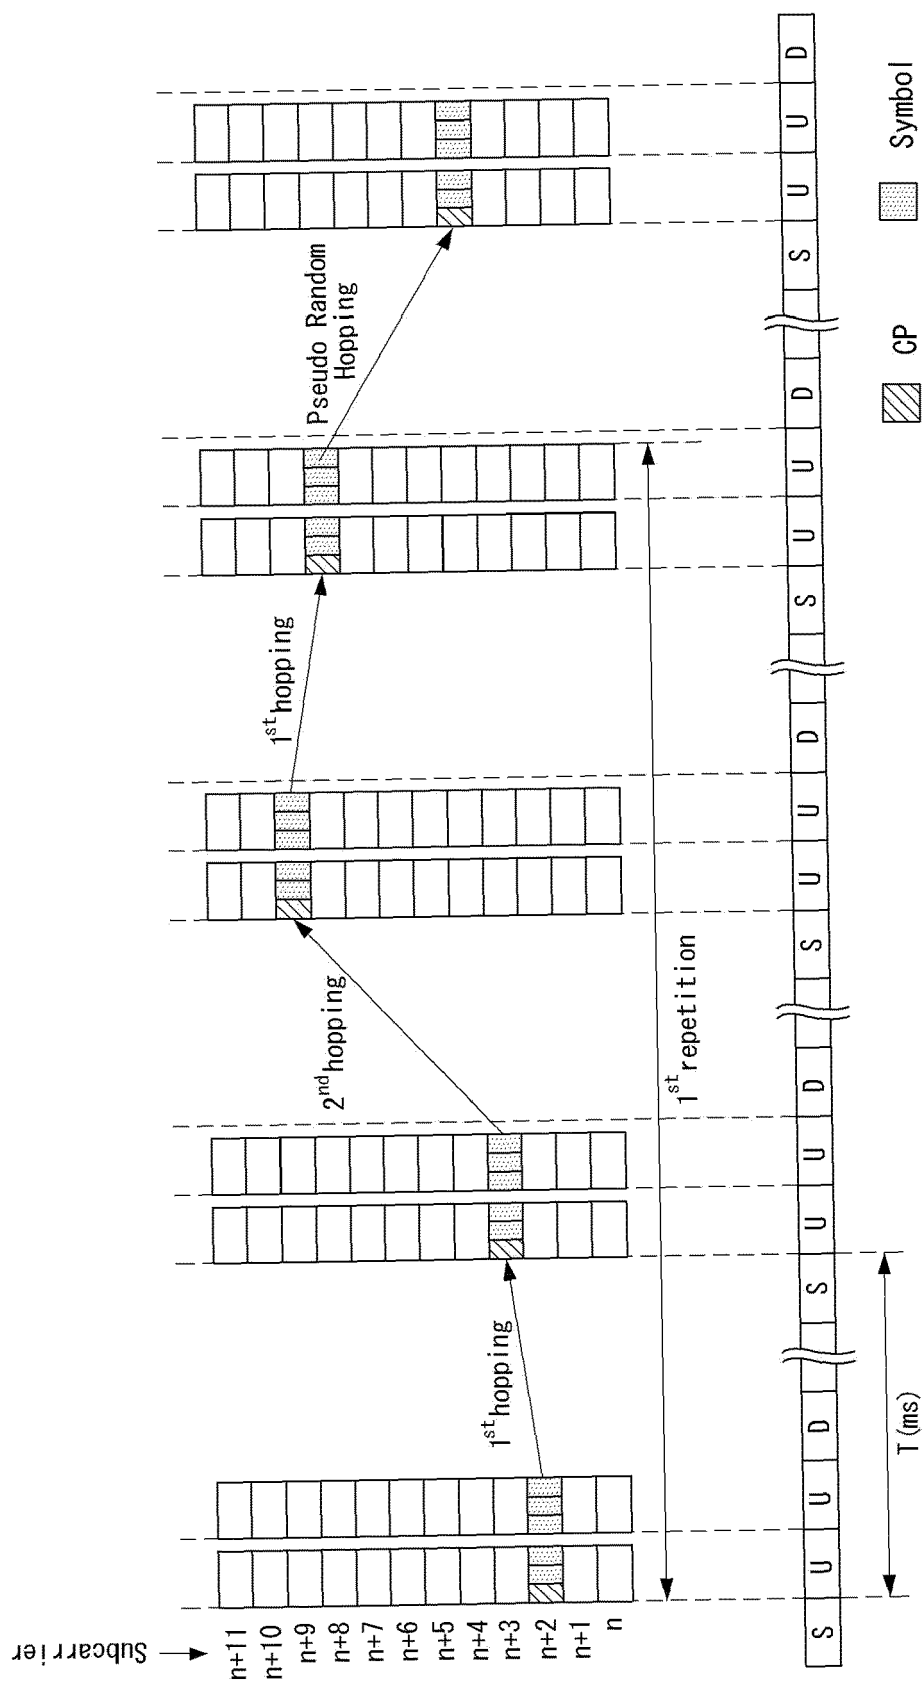 Subcarrier
n+11
n+10
n+9
n+8
n+7
n+6
n+5
n+4
n+3
n+2
n+1
n
1st hopping
2nd hopping
1st hopping
Pseudo Random
Hopping
1st repetition
S U U D S U U D S U U D S U U D S U U D
T(ms)
CP
Symbol